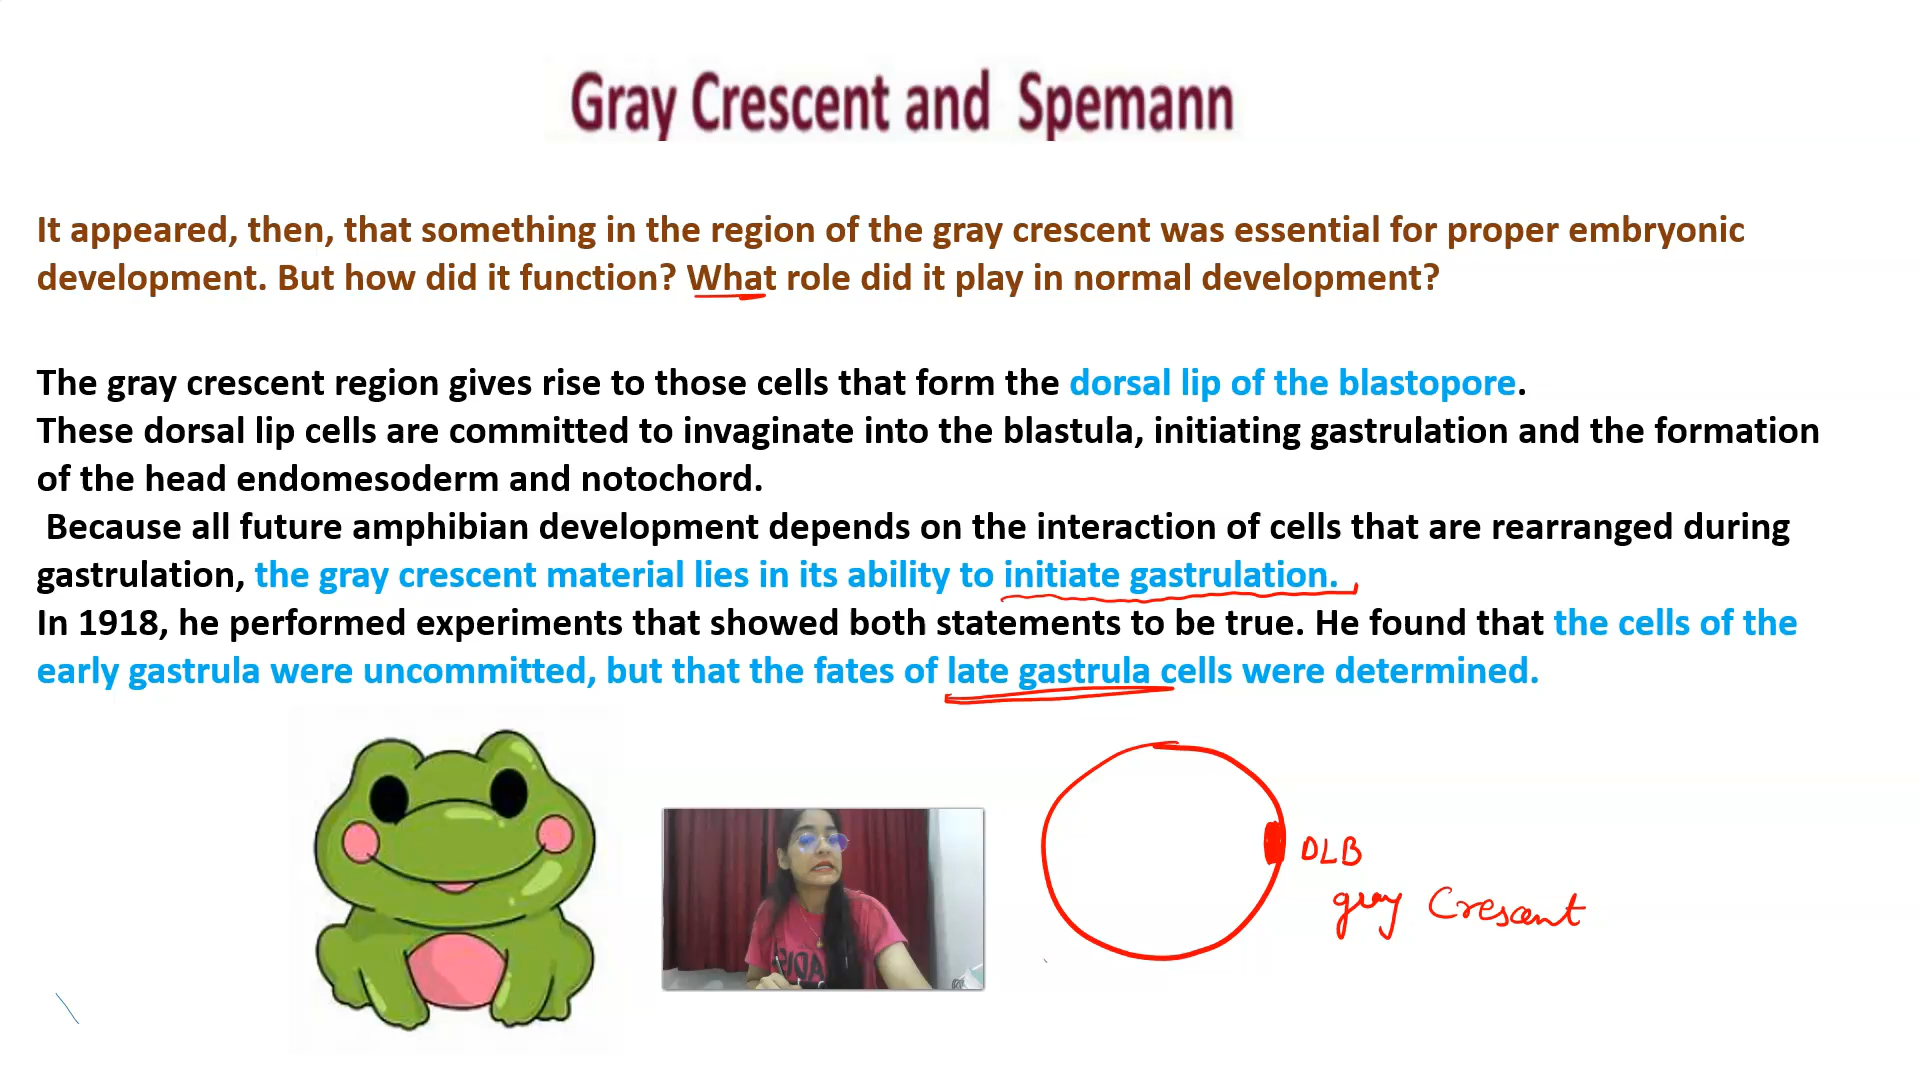 Gray Crescent and Spemann
It appeared, then, that something in the region of the gray crescent was essential for proper embryonic
development. But how did it function? What role did it play in normal development?
The gray crescent region gives rise to those cells that form the dorsal lip of the blastopore.
These dorsal lip cells are committed to invaginate into the blastula, initiating gastrulation and the formation
of the head endomesoderm and notochord.
Because all future amphibian development depends on the interaction of cells that are rearranged during
gastrulation, the gray crescent material lies in its ability to initiate gastrulation.
In 1918, he performed experiments that showed both statements to be true. He found that the cells of the
early gastrula were uncommitted, but that the fates of late gastrula cells were determined.
DLB
gray Crescent